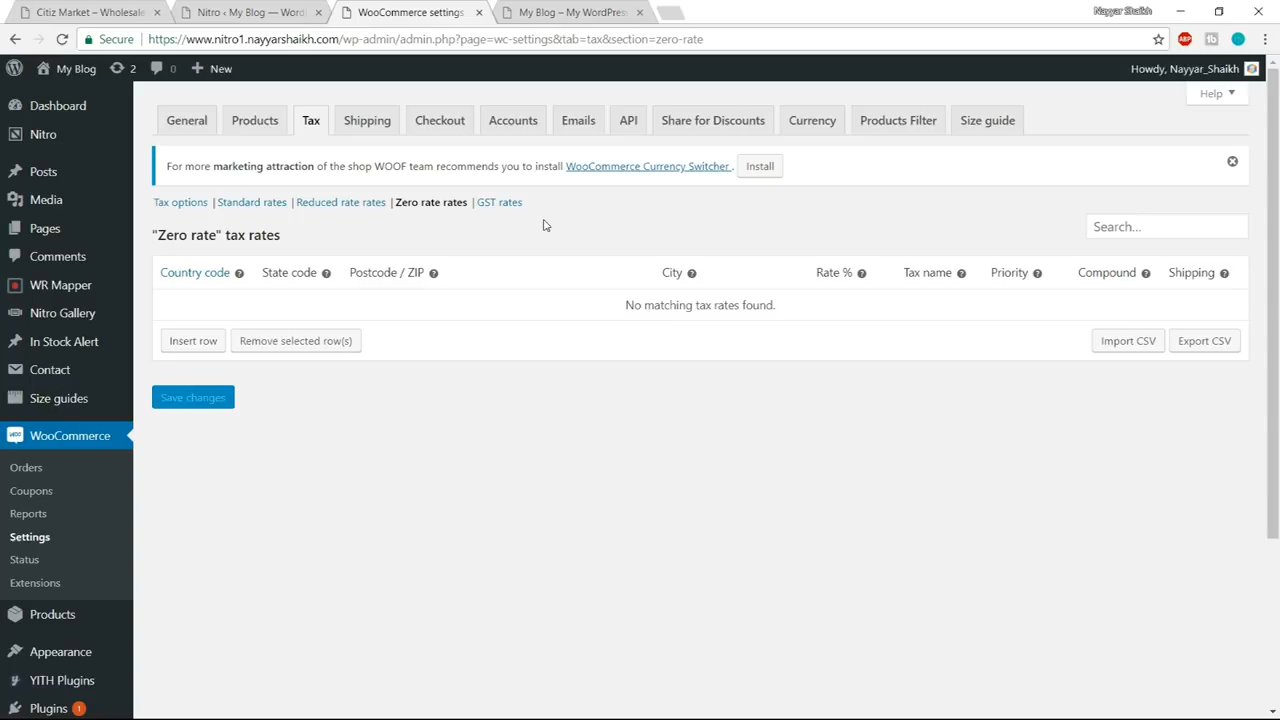 Citiz Market – Wholesale
Nitro ‹ My Blog — Word
WooCommerce settings
My Blog – My WordPres
Nayyar Shaikh
Secure
https://www.nitro1.nayyarshaikh.com/wp-admin/admin.php?page=wc-settings&tab=tax&section=zero-rate
My Blog
2
0
New
Howdy, Nayyar_Shaikh
Help
Dashboard
Nitro
Posts
Media
Pages
Comments
WR Mapper
Nitro Gallery
In Stock Alert
Contact
Size guides
WooCommerce
Orders
Coupons
Reports
Settings
Status
Extensions
Products
Appearance
YITH Plugins
Plugins 1
General
Products
Tax
Shipping
Checkout
Accounts
Emails
API
Share for Discounts
Currency
Products Filter
Size guide
For more marketing attraction of the shop WOOF team recommends you to install WooCommerce Currency Switcher . Install
Tax options | Standard rates | Reduced rate rates | Zero rate rates | GST rates
"Zero rate" tax rates
Search...
Country code ? State code ? Postcode / ZIP ? City ? Rate % ? Tax name ? Priority ? Compound ? Shipping ?
No matching tax rates found.
Insert row
Remove selected row(s)
Import CSV
Export CSV
Save changes